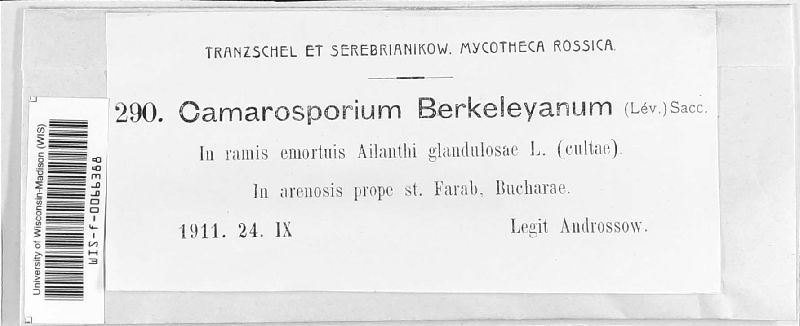 TRANZSCHEL ET SEREBRIANIKOW. MYCOTHECA ROSSICA.
290. Camarosporium Berkeleyanum (Lév.) Sacc.
In ramis emortuis Ailanthi glandulosae L. (cultae).
In arenosis prope st. Farab, Bucharae.
1911. 24. IX Legit Androssow.
University of Wisconsin-Madison (WIS)
WIS-f-0066388